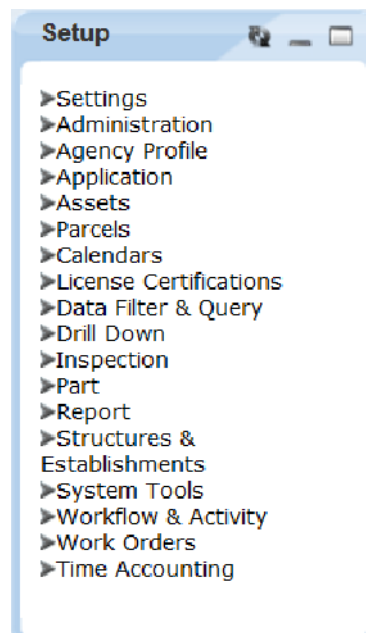 Setup
Settings
Administration
Agency Profile
Application
Assets
Parcels
Calendars
License Certifications
Data Filter & Query
Drill Down
Inspection
Part
Report
Structures &
Establishments
System Tools
Workflow & Activity
Work Orders
Time Accounting